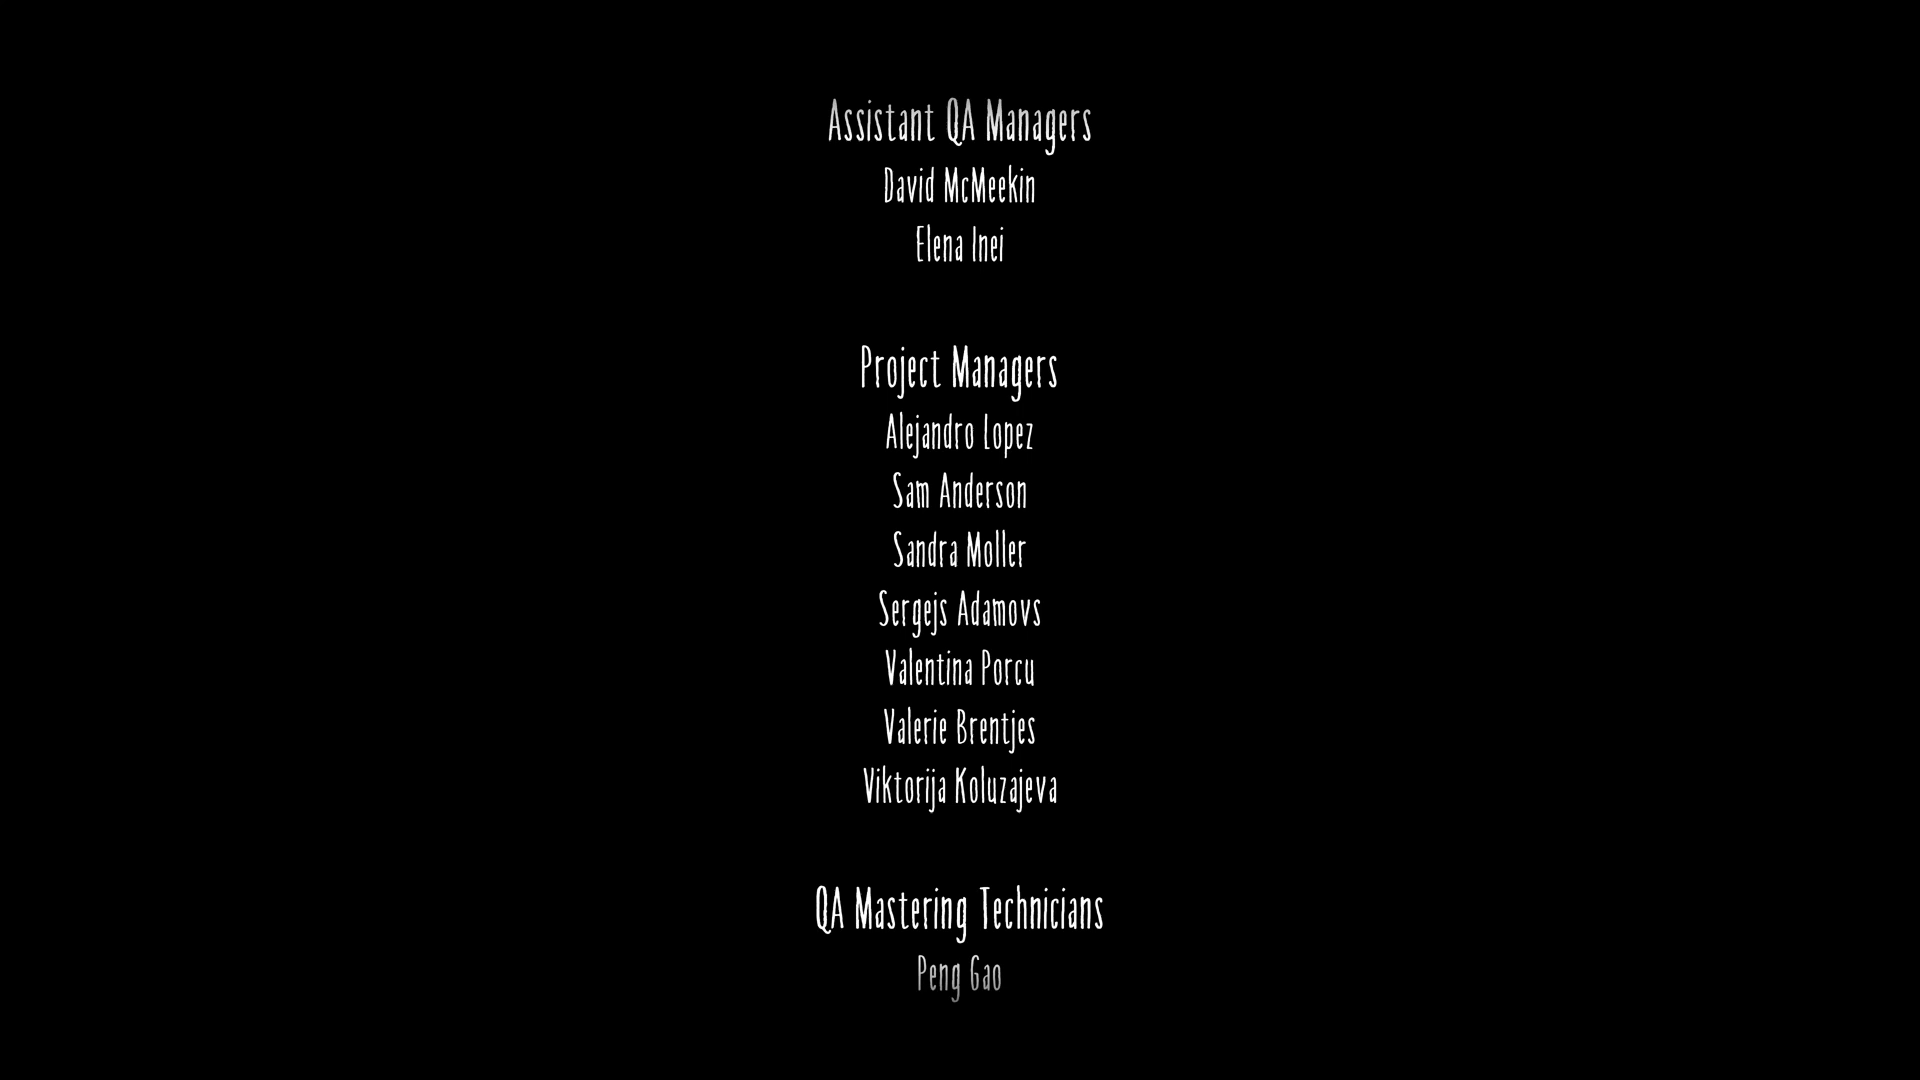 Assistant QA Managers
David McMeekin
Elena Inei
Project Managers
Alejandro Lopez
Sam Anderson
Sandra Moller
Sergejs Adamovs
Valentina Porcu
Valerie Brentjes
Viktorija Koluzajeva
QA Mastering Technicians
Peng Gao